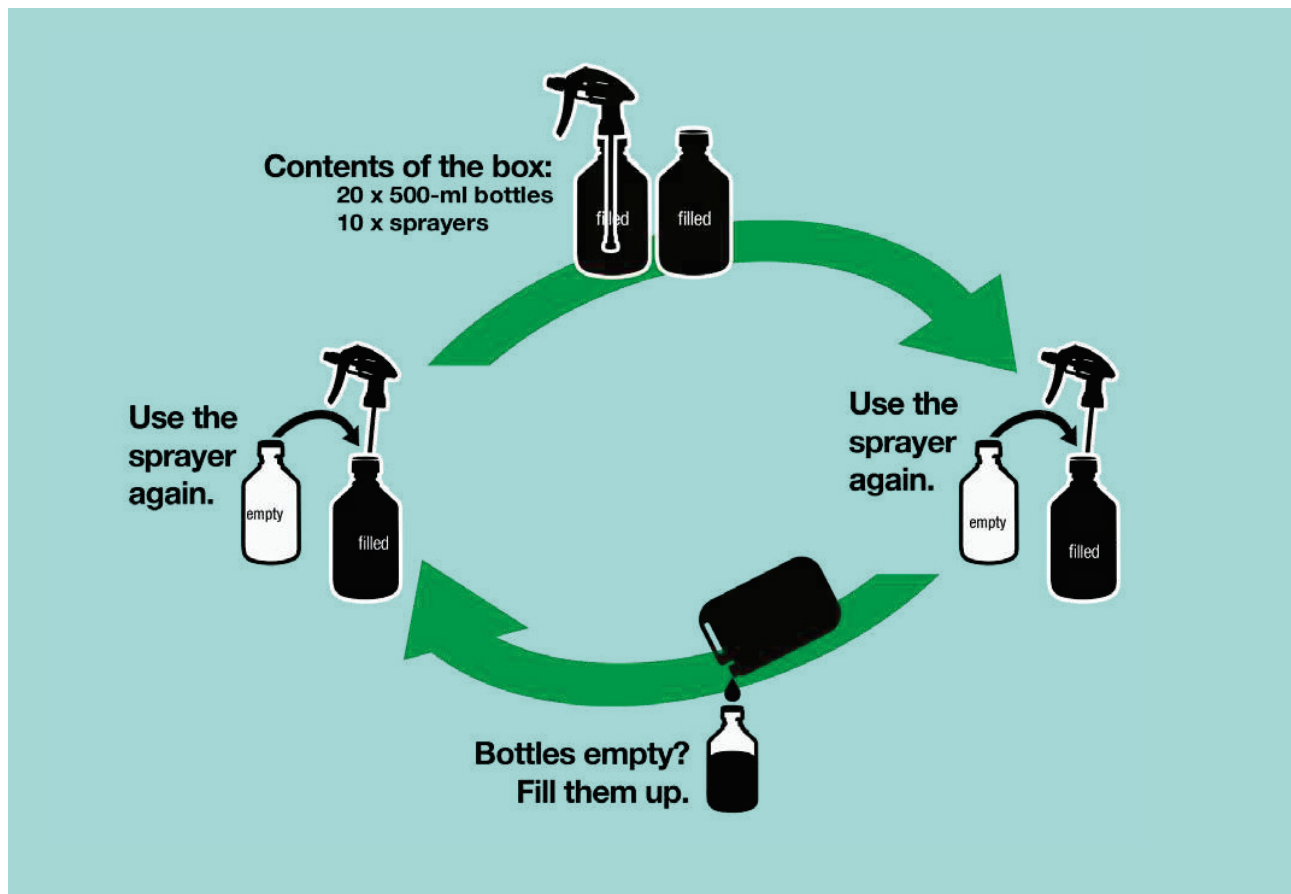 Contents of the box:
20 x 500-ml bottles
10 x sprayers
filled
filled
Use the
sprayer
again.
empty
filled
Bottles empty?
Fill them up.
Use the
sprayer
again.
empty
filled